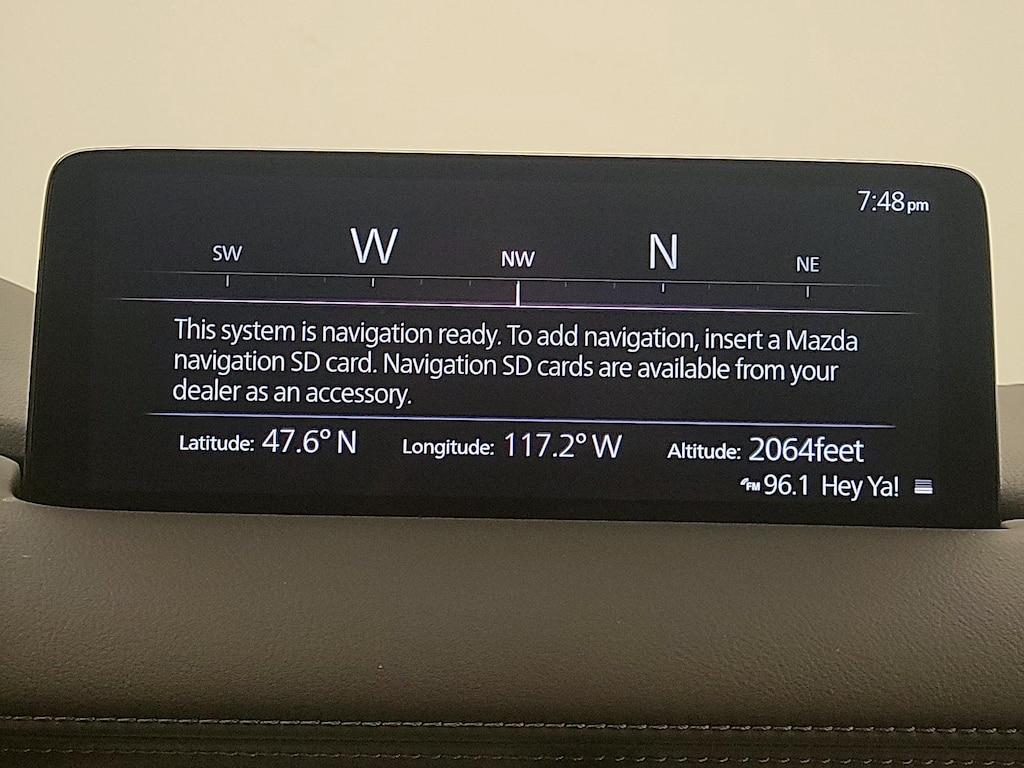 7:48pm
SW W NW N NE
This system is navigation ready. To add navigation, insert a Mazda
navigation SD card. Navigation SD cards are available from your
dealer as an accessory.
Latitude: 47.6° N Longitude: 117.2° W Altitude: 2064feet
FM 96.1 Hey Ya!